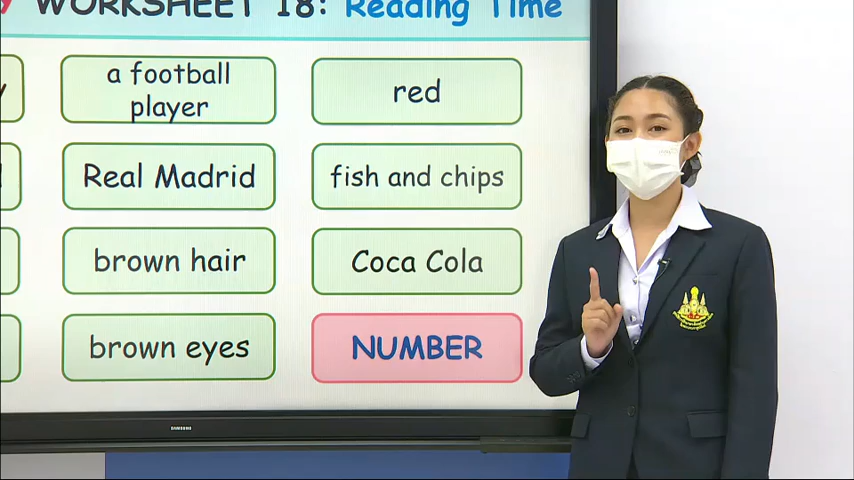 WORKSHEET 18: Reading Time
a football
player
red
Real Madrid
fish and chips
brown hair
Coca Cola
brown eyes
NUMBER
SAMSUNG